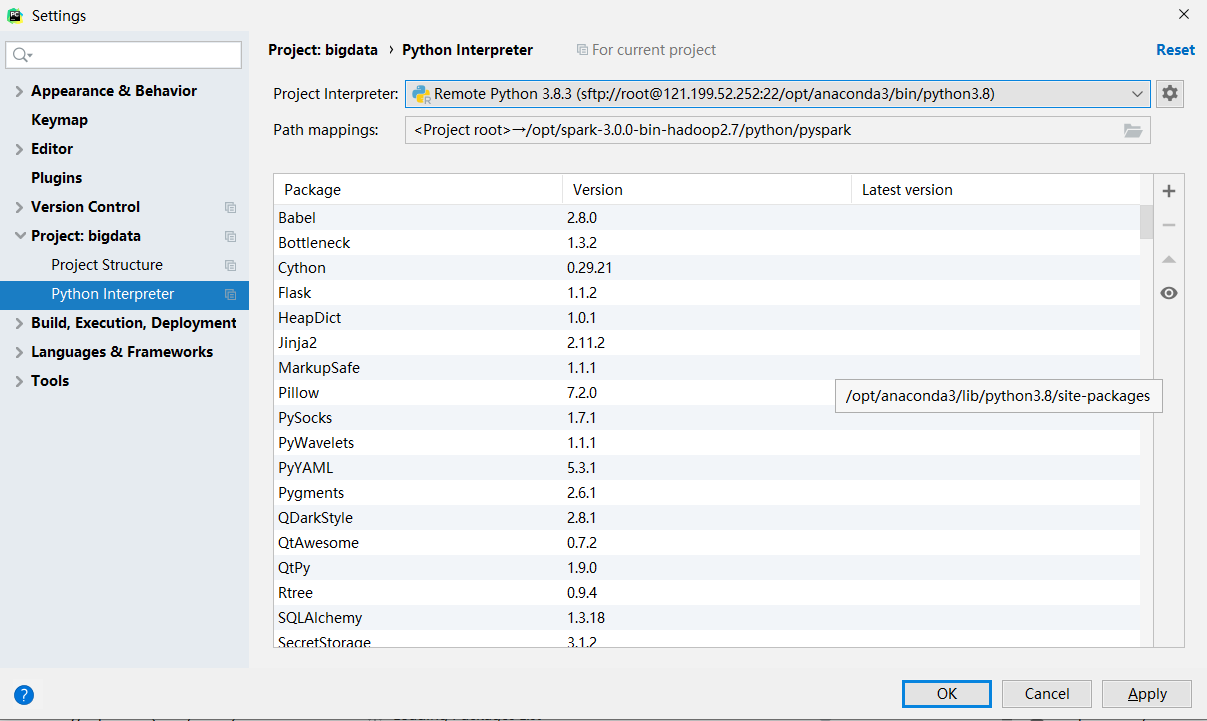 Settings
Project: bigdata › Python Interpreter For current project Reset
Appearance & Behavior
Keymap
Editor
Plugins
Version Control
Project: bigdata
Project Structure
Python Interpreter
Build, Execution, Deployment
Languages & Frameworks
Tools
Project Interpreter: Remote Python 3.8.3 (sftp://root@121.199.52.252:22/opt/anaconda3/bin/python3.8)
Path mappings: <Project root>→/opt/spark-3.0.0-bin-hadoop2.7/python/pyspark
Package Version Latest version
Babel 2.8.0
Bottleneck 1.3.2
Cython 0.29.21
Flask 1.1.2
HeapDict 1.0.1
Jinja2 2.11.2
MarkupSafe 1.1.1
Pillow 7.2.0
/opt/anaconda3/lib/python3.8/site-packages
PySocks 1.7.1
PyWavelets 1.1.1
PyYAML 5.3.1
Pygments 2.6.1
QDarkStyle 2.8.1
QtAwesome 0.7.2
QtPy 1.9.0
Rtree 0.9.4
SQLAlchemy 1.3.18
SecretStorage 3.1.2
? OK Cancel Apply